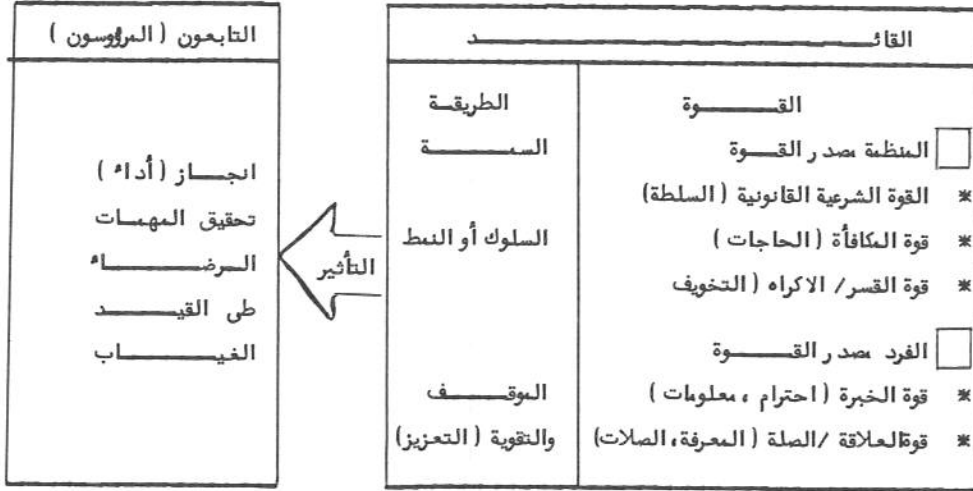 القائد
القوة
المنظمة مصدر القوة
* القوة الشرعية القانونية (السلطة)
* قوة المكافأة (الحاجات)
* قوة القسر/ الاكراه (التخويف
الفرد مصدر القوة
* قوة الخبرة (احترام، معلومات)
* قوة العلاقة/الصلة (المعرفة، الصلات)
الطريقة
السمة
السلوك أو النمط
الموقف
والتقوية (التعزيز)
التأثير
التابعون (المرؤوسون)
انجاز (أداء)
تحقيق المهمات
الرضاء
طى القيد
الغياب